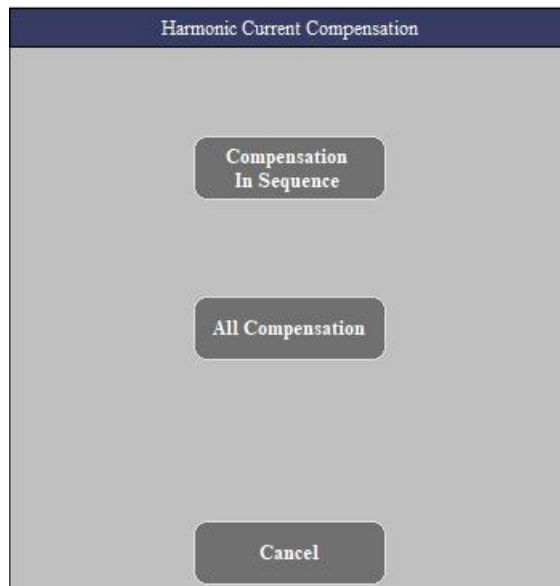 Harmonic Current Compensation
Compensation
In Sequence
All Compensation
Cancel